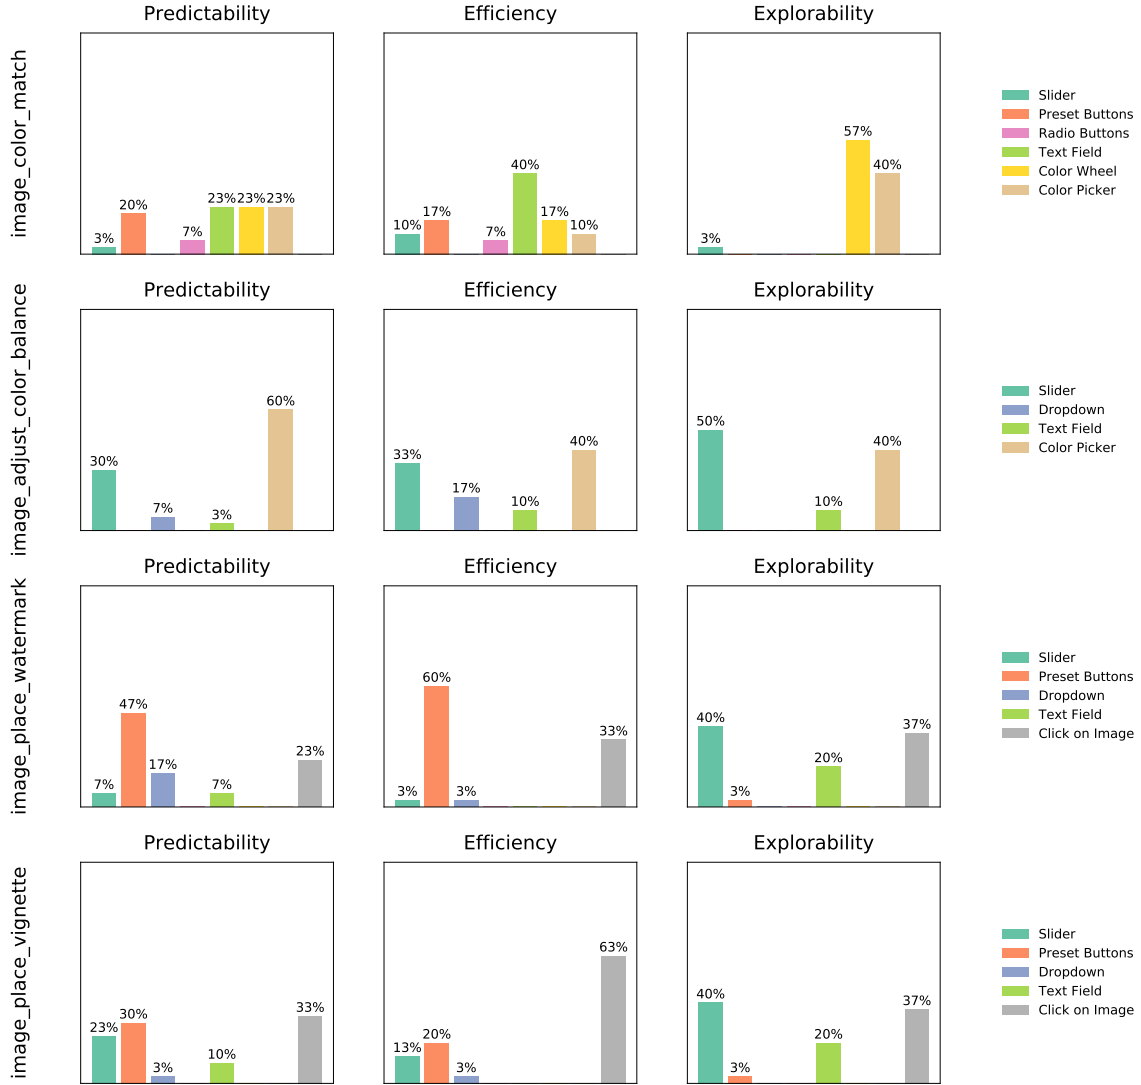 Predictability
Efficiency
Explorability
image_color_match
3%
20%
7%
23%
23%
23%
10%
17%
7%
40%
17%
10%
3%
57%
40%
Slider
Preset Buttons
Radio Buttons
Text Field
Color Wheel
Color Picker
Predictability
Efficiency
Explorability
image_adjust_color_balance
30%
7%
3%
60%
33%
17%
10%
40%
50%
10%
40%
Slider
Dropdown
Text Field
Color Picker
Predictability
Efficiency
Explorability
image_place_watermark
7%
47%
17%
7%
23%
3%
60%
3%
33%
40%
3%
20%
37%
Slider
Preset Buttons
Dropdown
Text Field
Click on Image
Predictability
Efficiency
Explorability
image_place_vignette
23%
30%
3%
10%
33%
13%
20%
3%
63%
40%
3%
20%
37%
Slider
Preset Buttons
Dropdown
Text Field
Click on Image